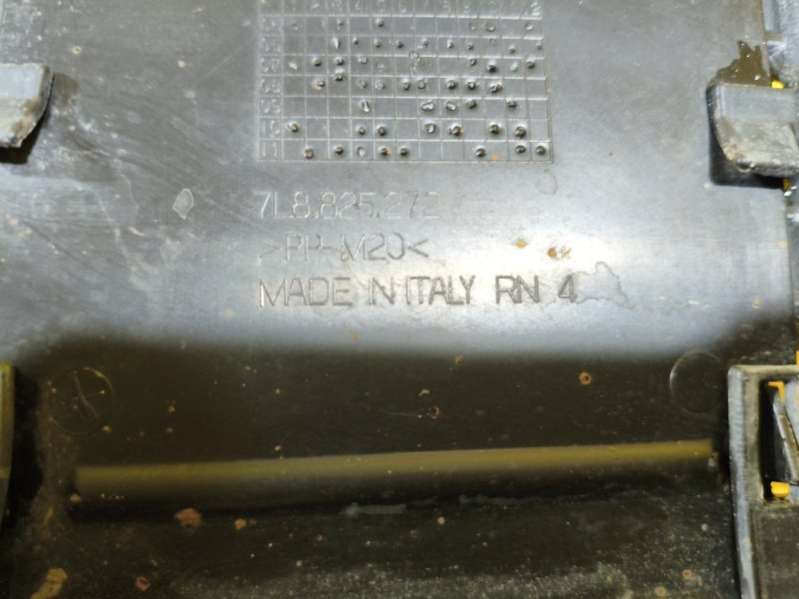 7L8.825.272
>PP-M20<
MADE IN ITALY RN 4